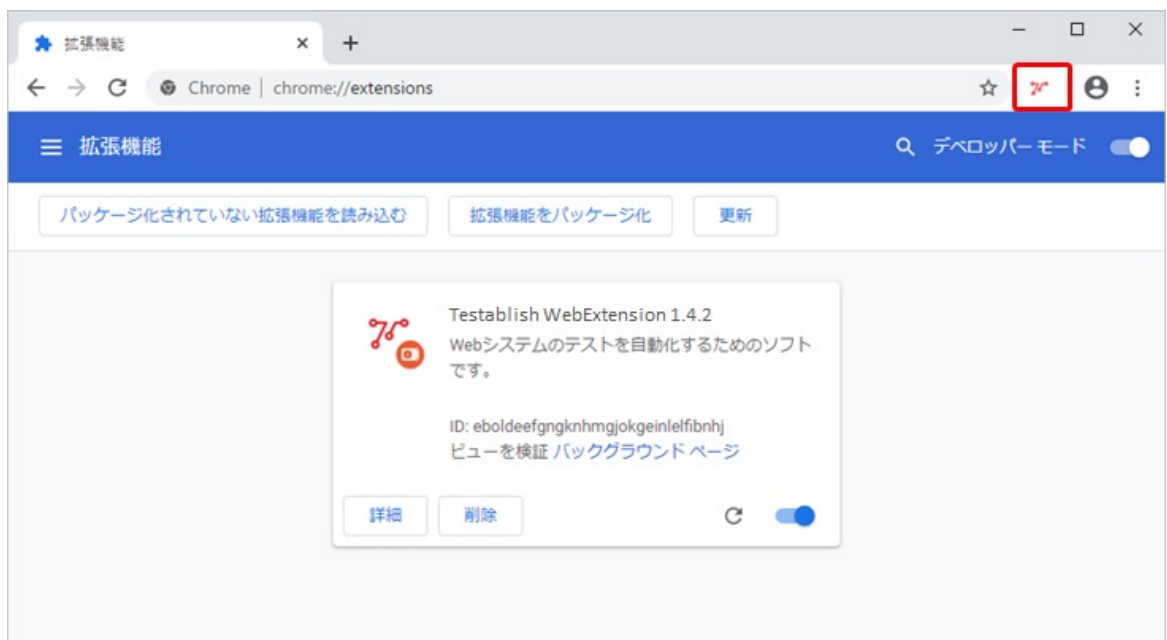 拡張機能
Chrome | chrome://extensions
拡張機能 デベロッパー モード
パッケージ化されていない拡張機能を読み込む 拡張機能をパッケージ化 更新
Testablish WebExtension 1.4.2
Webシステムのテストを自動化するためのソフト
です。
ID: eboldeefgngknhmgjokgeinlelfibnhj
ビューを検証 バックグラウンド ページ
詳細 削除